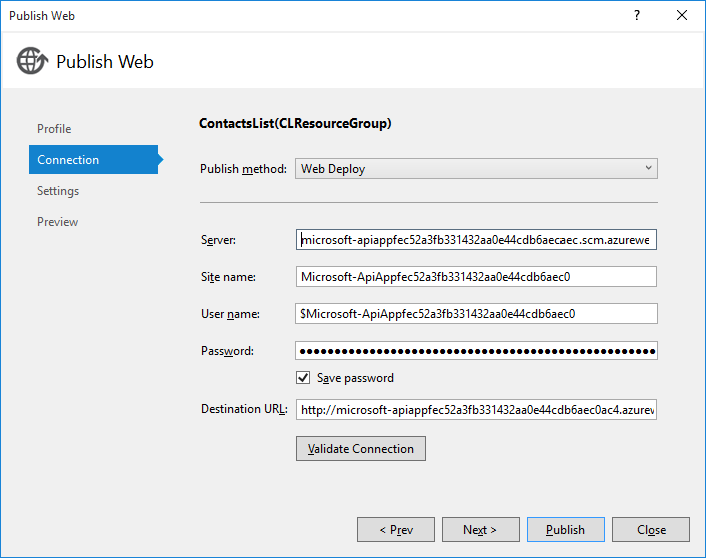 Publish Web
? ✕
Publish Web
Profile
Connection
Settings
Preview
ContactsList(CLResourceGroup)
Publish method: Web Deploy
Server: microsoft-apiappfec52a3fb331432aa0e44cdb6aecaec.scm.azurewe
Site name: Microsoft-ApiAppfec52a3fb331432aa0e44cdb6aec0
User name: $Microsoft-ApiAppfec52a3fb331432aa0e44cdb6aec0
Password: ●●●●●●●●●●●●●●●●●●●●●●●●●●●●●●●●●●●●●●●●●●●●●●●●●●●
Save password
Destination URL: http://microsoft-apiappfec52a3fb331432aa0e44cdb6aec0ac4.azurew
Validate Connection
< Prev Next > Publish Close